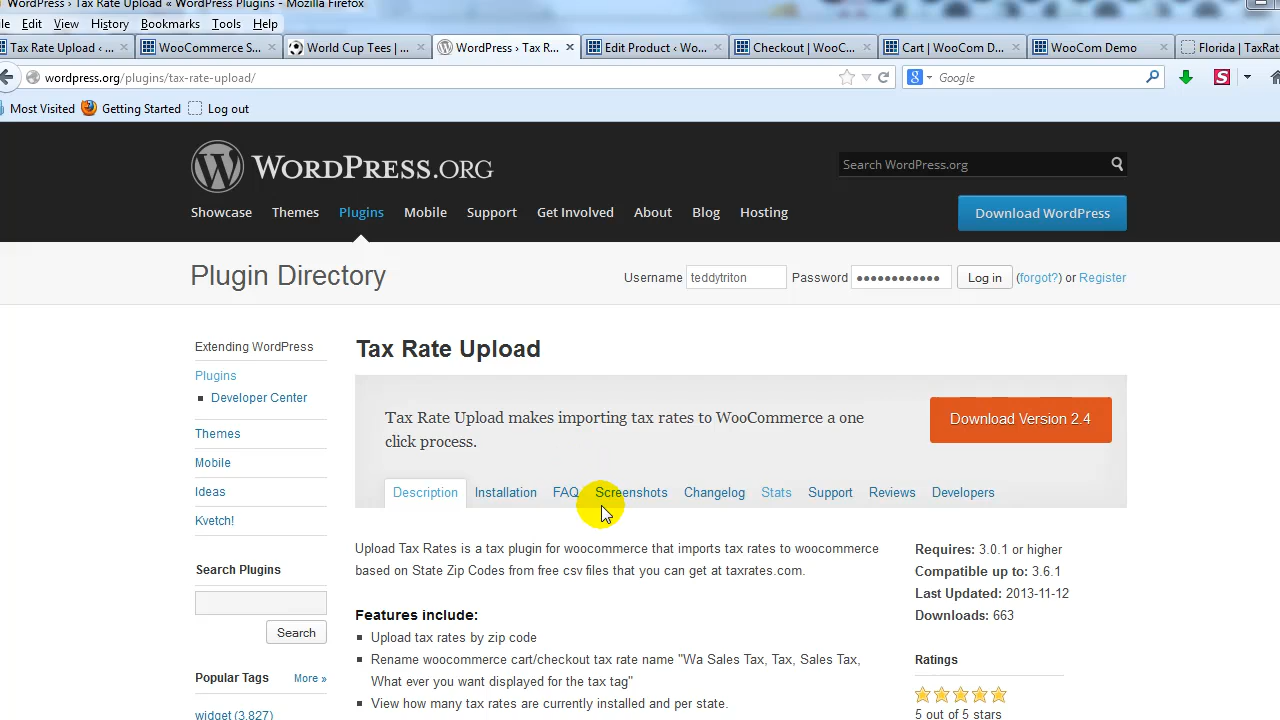 WordPress › Tax Rate Upload « WordPress Plugins - Mozilla Firefox
ile Edit View History Bookmarks Tools Help
Tax Rate Upload ‹ ... × WooCommerce S... × World Cup Tees | ... × WordPress › Tax R... × Edit Product ‹ Wo... × Checkout | WooC... × Cart | WooCom D... × WooCom Demo × Florida | TaxRat
wordpress.org/plugins/tax-rate-upload/ Google
Most Visited Getting Started Log out
WORDPRESS.ORG
Search WordPress.org
Showcase Themes Plugins Mobile Support Get Involved About Blog Hosting
Download WordPress
Plugin Directory
Username teddytriton Password •••••••••••• Log in (forgot?) or Register
Extending WordPress
Plugins
Developer Center
Themes
Mobile
Ideas
Kvetch!
Search Plugins
Search
Popular Tags More »
widget (3,827)
Tax Rate Upload
Tax Rate Upload makes importing tax rates to WooCommerce a one
click process.
Download Version 2.4
Description Installation FAQ Screenshots Changelog Stats Support Reviews Developers
Upload Tax Rates is a tax plugin for woocommerce that imports tax rates to woocommerce
based on State Zip Codes from free csv files that you can get at taxrates.com.
Features include:
Upload tax rates by zip code
Rename woocommerce cart/checkout tax rate name "Wa Sales Tax, Tax, Sales Tax,
What ever you want displayed for the tax tag"
View how many tax rates are currently installed and per state.
Requires: 3.0.1 or higher
Compatible up to: 3.6.1
Last Updated: 2013-11-12
Downloads: 663
Ratings
5 out of 5 stars